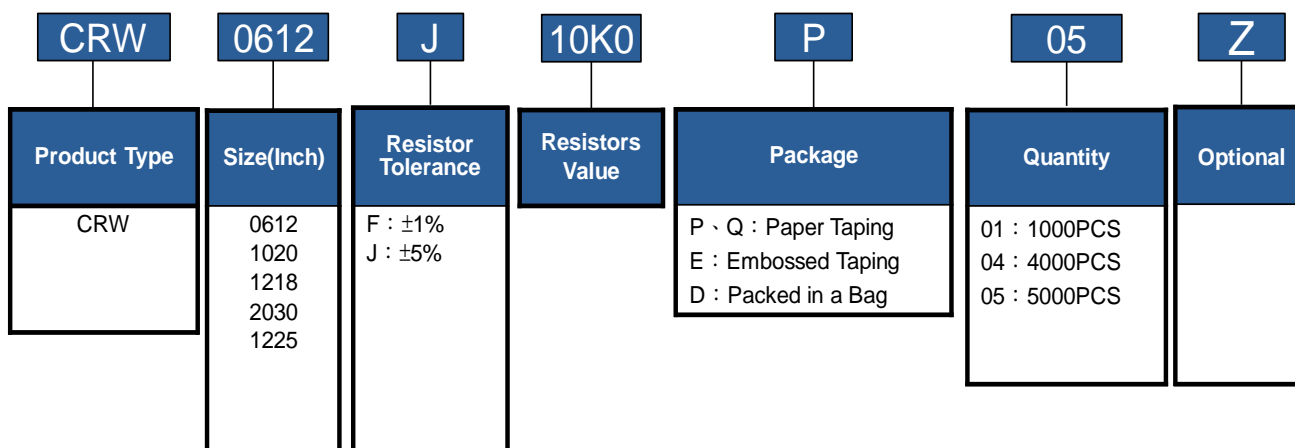 CRW 0612 J 10K0 P 05 Z
Product Type
Size(Inch)
Resistor
Tolerance
Resistors
Value
Package
Quantity
Optional
CRW
0612
1020
1218
2030
1225
F：±1%
J：±5%
P、Q：Paper Taping
E：Embossed Taping
D：Packed in a Bag
01：1000PCS
04：4000PCS
05：5000PCS